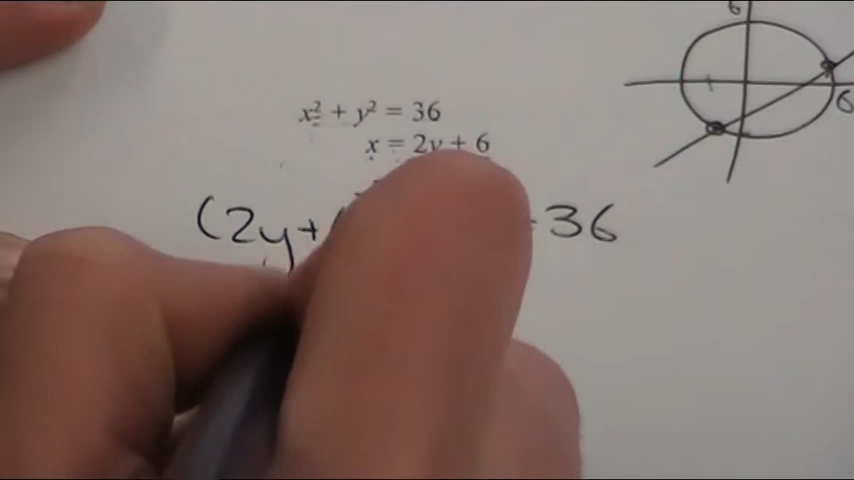 x² + y² = 36
x = 2y + 6
(2y+
36
6
6